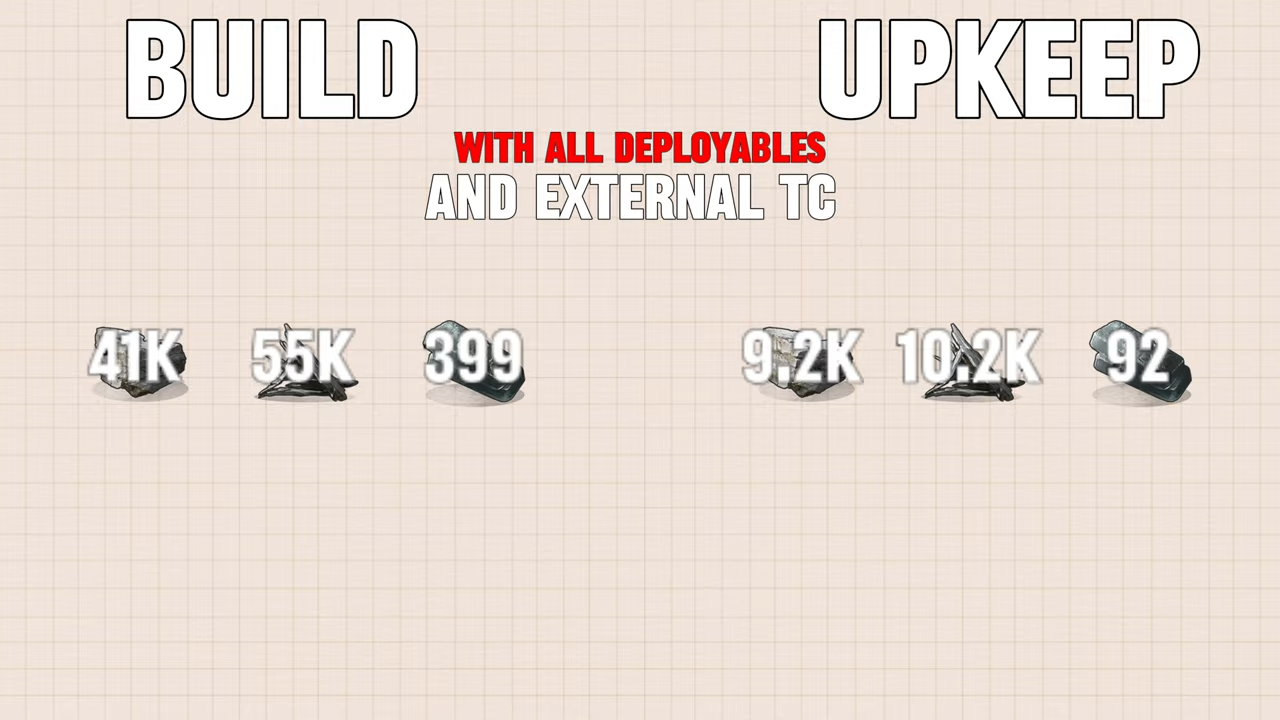 BUILD
UPKEEP
WITH ALL DEPLOYABLES
AND EXTERNAL TC
41K 55K 399
9.2K 10.2K 92